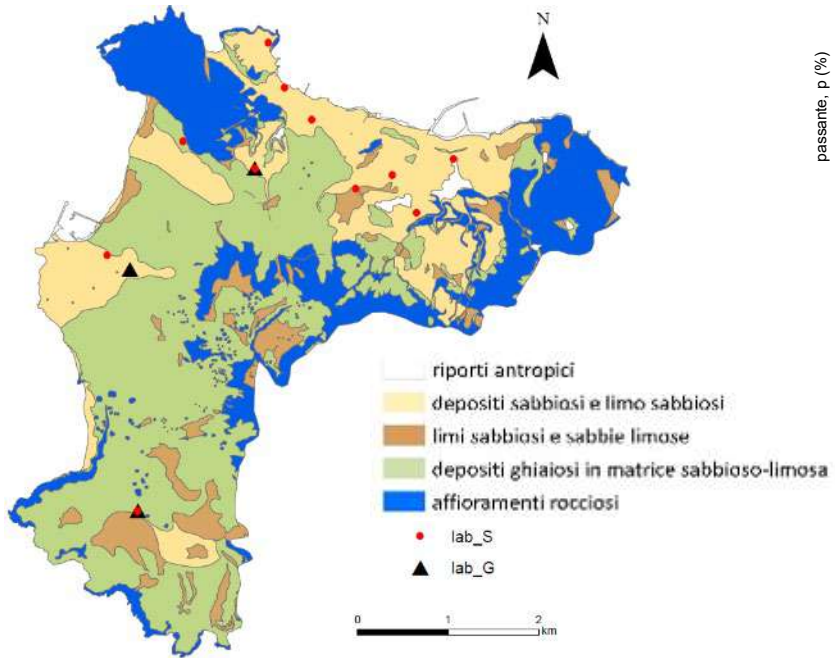 N
passante, p (%)
riporti antropici
depositi sabbiosi e limo sabbiosi
limi sabbiosi e sabbie limose
depositi ghiaiosi in matrice sabbioso-limosa
affioramenti rocciosi
lab_S
lab_G
0 1 2
km